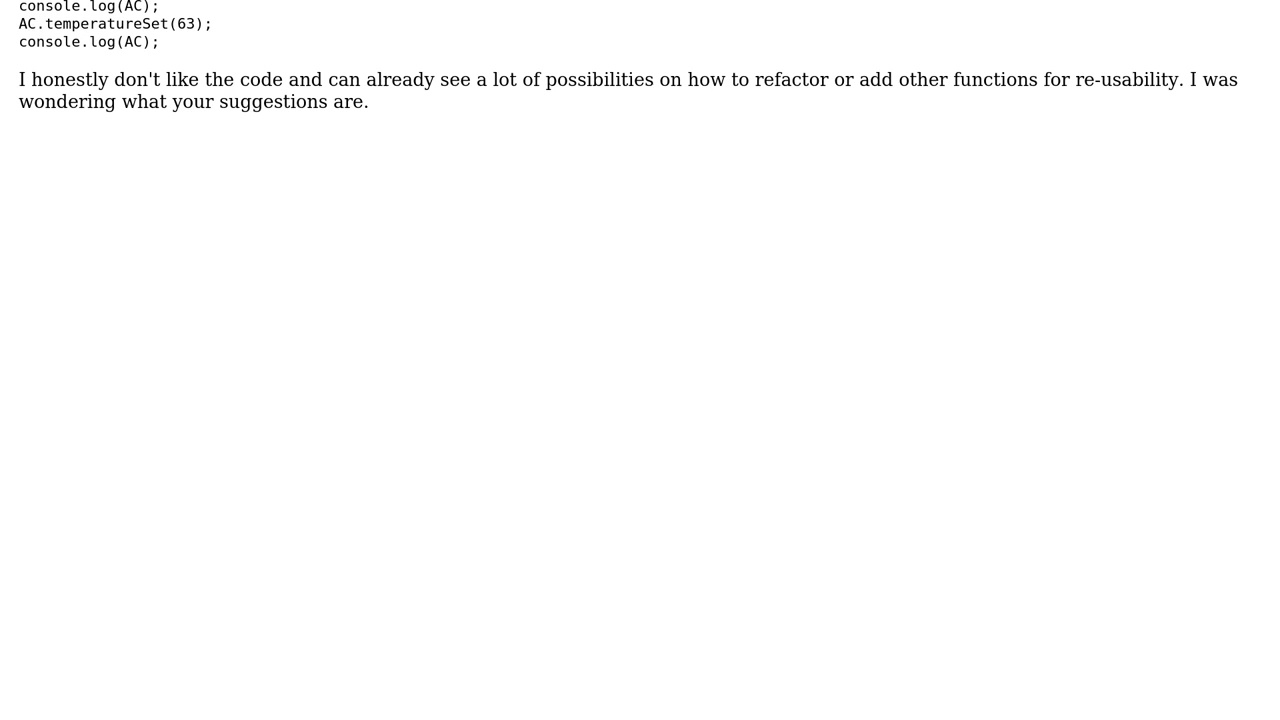 console.log(AC);
AC.temperatureSet(63);
console.log(AC);
I honestly don't like the code and can already see a lot of possibilities on how to refactor or add other functions for re-usability. I was
wondering what your suggestions are.